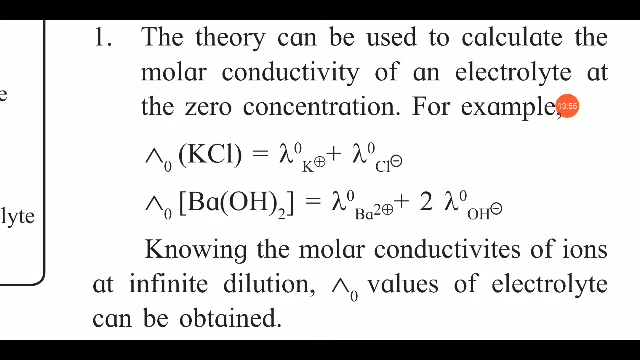 1. The theory can be used to calculate the
molar conductivity of an electrolyte at
e
the zero concentration. For example,
13:55
∧₀ (KCl) = λ⁰K⊕ + λ⁰Cl⊖
∧₀ [Ba(OH)₂] = λ⁰Ba2⊕ + 2 λ⁰OH⊖
lyte
Knowing the molar conductivites of ions
at infinite dilution, ∧₀ values of electrolyte
can be obtained.